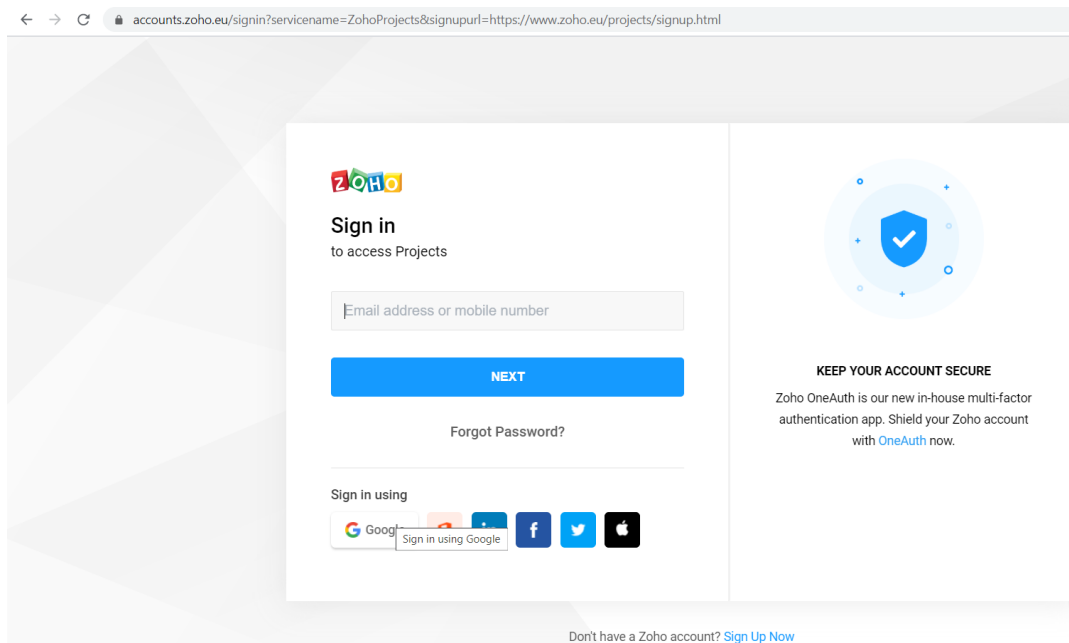 accounts.zoho.eu/signin?servicename=ZohoProjects&signupurl=https://www.zoho.eu/projects/signup.html
ZOHO
Sign in
to access Projects
Email address or mobile number
NEXT
Forgot Password?
Sign in using
Google
Sign in using Google
KEEP YOUR ACCOUNT SECURE
Zoho OneAuth is our new in-house multi-factor
authentication app. Shield your Zoho account
with OneAuth now.
Don't have a Zoho account? Sign Up Now